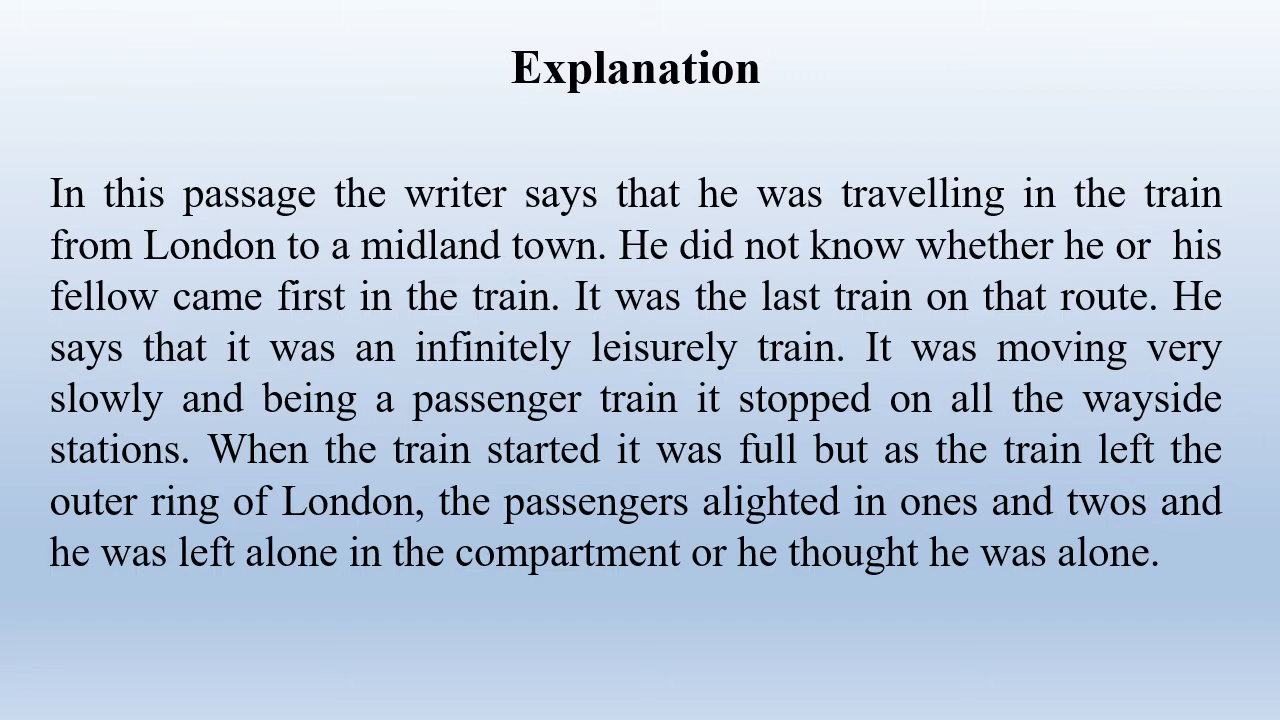 Explanation
In this passage the writer says that he was travelling in the train
from London to a midland town. He did not know whether he or his
fellow came first in the train. It was the last train on that route. He
says that it was an infinitely leisurely train. It was moving very
slowly and being a passenger train it stopped on all the wayside
stations. When the train started it was full but as the train left the
outer ring of London, the passengers alighted in ones and twos and
he was left alone in the compartment or he thought he was alone.